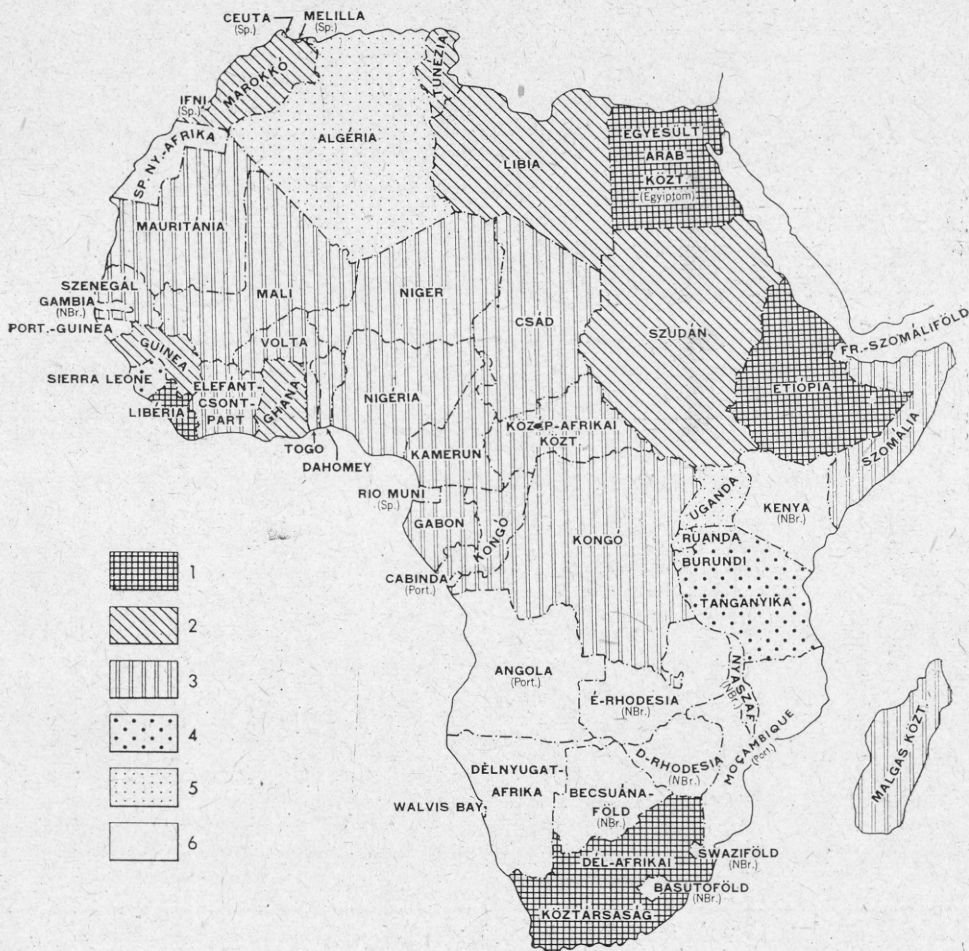 CEUTA
(Sp.)
MELILLA
(Sp.)
MAROKKÓ
TUNÉZIA
IFNI
(Sp.)
SP. NY.-AFRIKA
ALGÉRIA
LIBIA
EGYESÜLT
ARAB
KÖZT.
(Egyiptom)
MAURITÁNIA
SZENEGÁL
GAMBIA
(NBr.)
PORT.-GUINEA
MALI
NIGER
CSÁD
SZUDÁN
FR.-SZOMÁLIFÖLD
GUINEA
VOLTA
SIERRA LEONE
ELEFÁNT-
CSONT-
PART
GHANA
NIGÉRIA
ETIÓPIA
LIBÉRIA
TOGO
DAHOMEY
KAMERUN
KÖZÉP-AFRIKAI
KÖZT.
SZOMÁLIA
RIO MUNI
(Sp.)
UGANDA
KENYA
(NBr.)
GABON
KONGÓ
KONGÓ
RUANDA
BURUNDI
CABINDA
(Port.)
TANGANYIKA
1
2
3
4
5
6
ANGOLA
(Port.)
É-RHODESIA
(NBr.)
NYASZAF.
(NBr.)
D-RHODESIA
(NBr.)
MOÇAMBIQUE
(Port.)
MALGAS KÖZT.
DÉLNYUGAT-
AFRIKA
BECSUÁNA-
FÖLD
(NBr.)
WALVIS BAY
DÉL-AFRIKAI
KÖZTÁRSASÁG
SWAZIFÖLD
(NBr.)
BASUTOFÖLD
(NBr.)